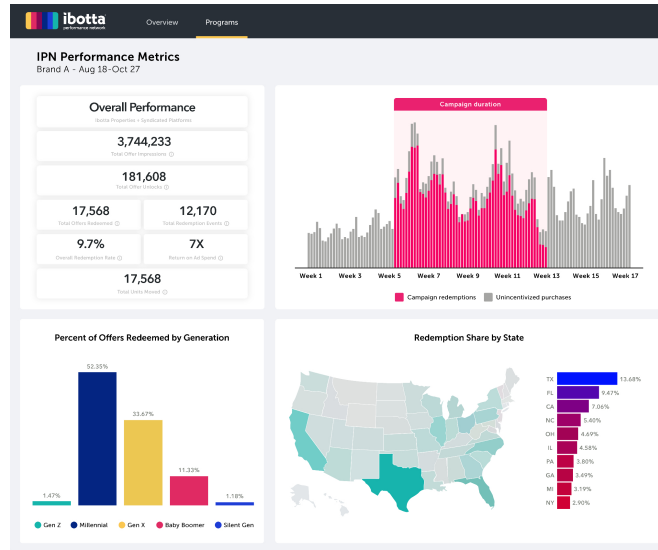 ibotta
performance network
Overview
Programs
IPN Performance Metrics
Brand A - Aug 18-Oct 27
Overall Performance
Ibotta Properties + Syndicated Platforms
3,744,233
Total Offer Impressions
181,608
Total Offer Unlocks
17,568
Total Offers Redeemed
12,170
Total Redemption Events
9.7%
Overall Redemption Rate
7X
Return on Ad Spend
17,568
Total Units Moved
Campaign duration
Week 1 Week 3 Week 5 Week 7 Week 9 Week 11 Week 13 Week 15 Week 17
Campaign redemptions
Unincentivized purchases
Percent of Offers Redeemed by Generation
1.47%
52.35%
33.67%
11.33%
1.18%
Gen Z Millennial Gen X Baby Boomer Silent Gen
Redemption Share by State
TX 13.68%
FL 9.47%
CA 7.06%
NC 5.40%
OH 4.69%
IL 4.58%
PA 3.80%
GA 3.49%
MI 3.19%
NY 2.90%